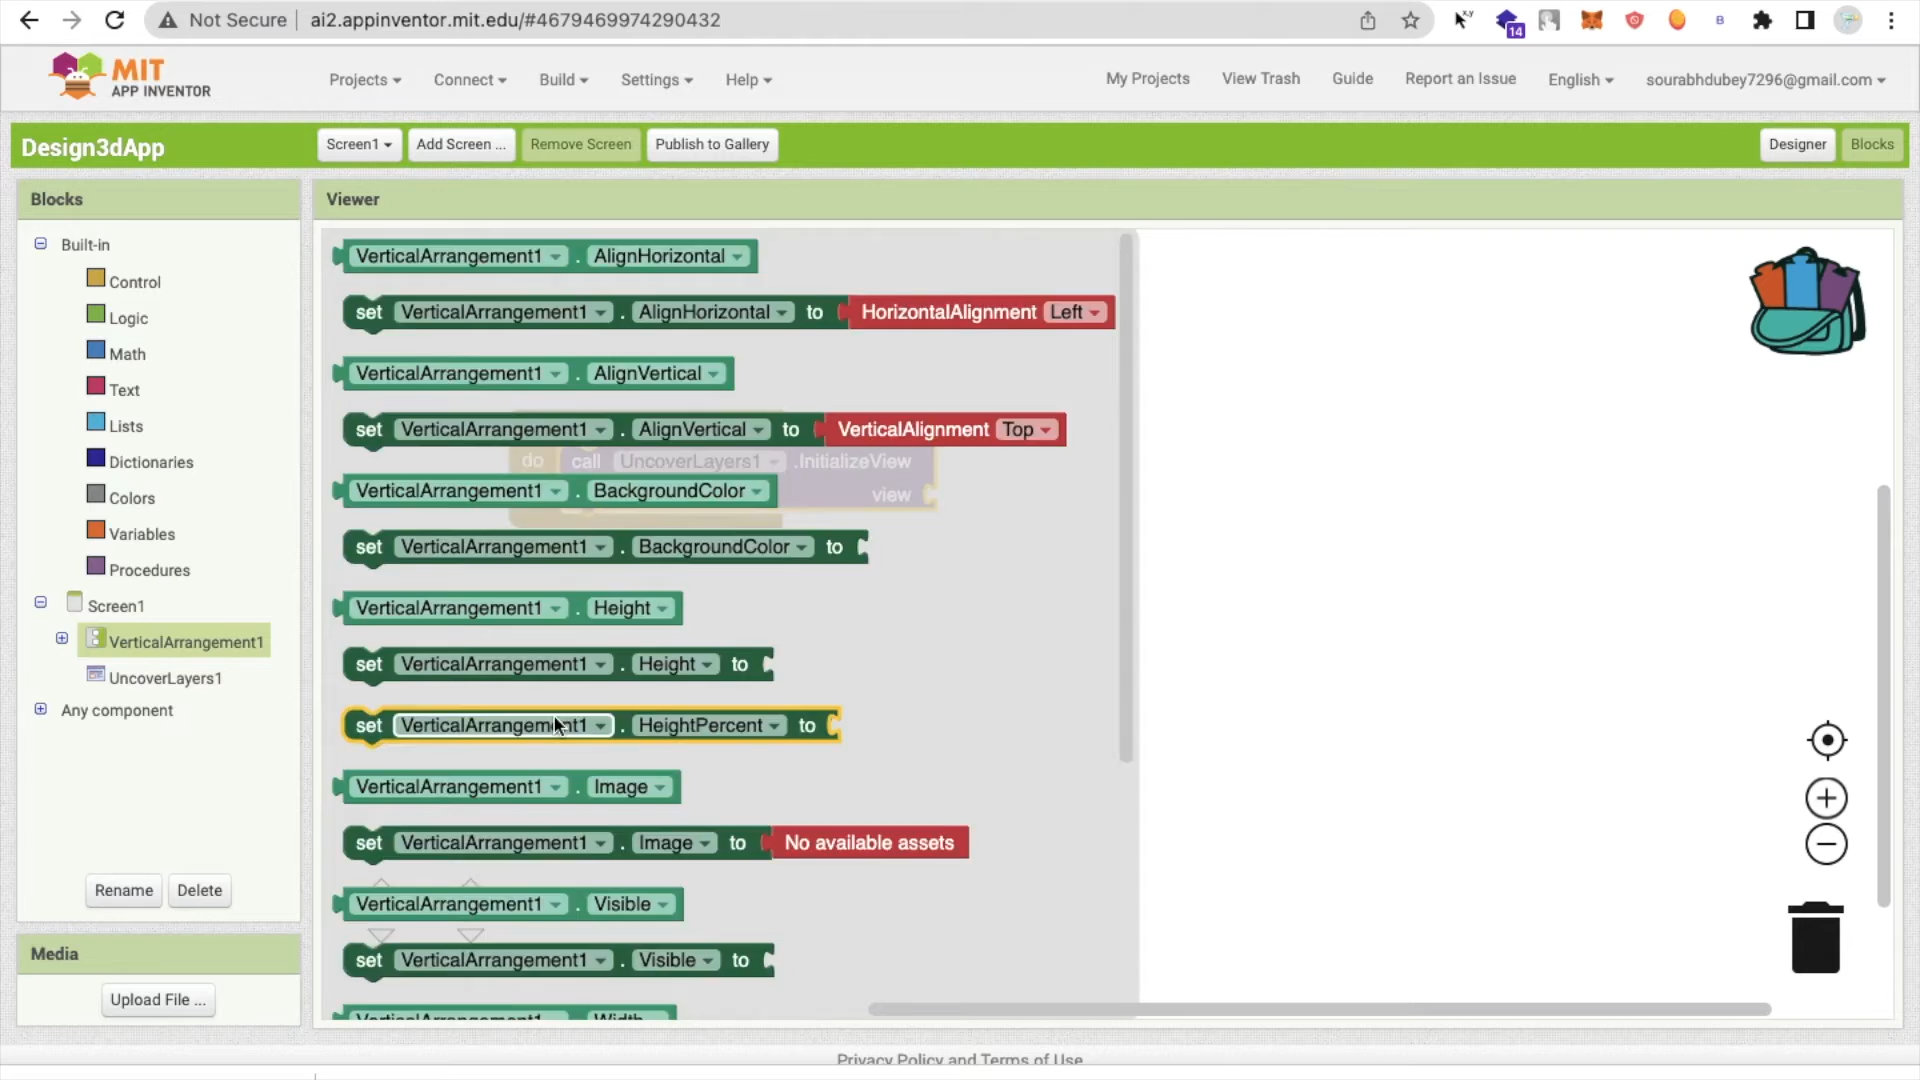 Not Secure ai2.appinventor.mit.edu/#4679469974290432
14
B
MIT
APP INVENTOR
Projects Connect Build Settings Help My Projects View Trash Guide Report an Issue English sourabhdubey7296@gmail.com
Design3dApp Screen1 Add Screen ... Remove Screen Publish to Gallery Designer Blocks
Blocks
Viewer
Built-in
Control
Logic
Math
Text
Lists
Dictionaries
Colors
Variables
Procedures
Screen1
VerticalArrangement1
UncoverLayers1
Any component
Rename Delete
Media
Upload File ...
VerticalArrangement1 . AlignHorizontal
set VerticalArrangement1 . AlignHorizontal to HorizontalAlignment Left
VerticalArrangement1 . AlignVertical
set VerticalArrangement1 . AlignVertical to VerticalAlignment Top
do call UncoverLayers1 .InitializeView
view
VerticalArrangement1 . BackgroundColor
set VerticalArrangement1 . BackgroundColor to
VerticalArrangement1 . Height
set VerticalArrangement1 . Height to
set VerticalArrangement1 . HeightPercent to
VerticalArrangement1 . Image
set VerticalArrangement1 . Image to No available assets
VerticalArrangement1 . Visible
set VerticalArrangement1 . Visible to
VerticalArrangement1 . Width
Privacy Policy and Terms of Use